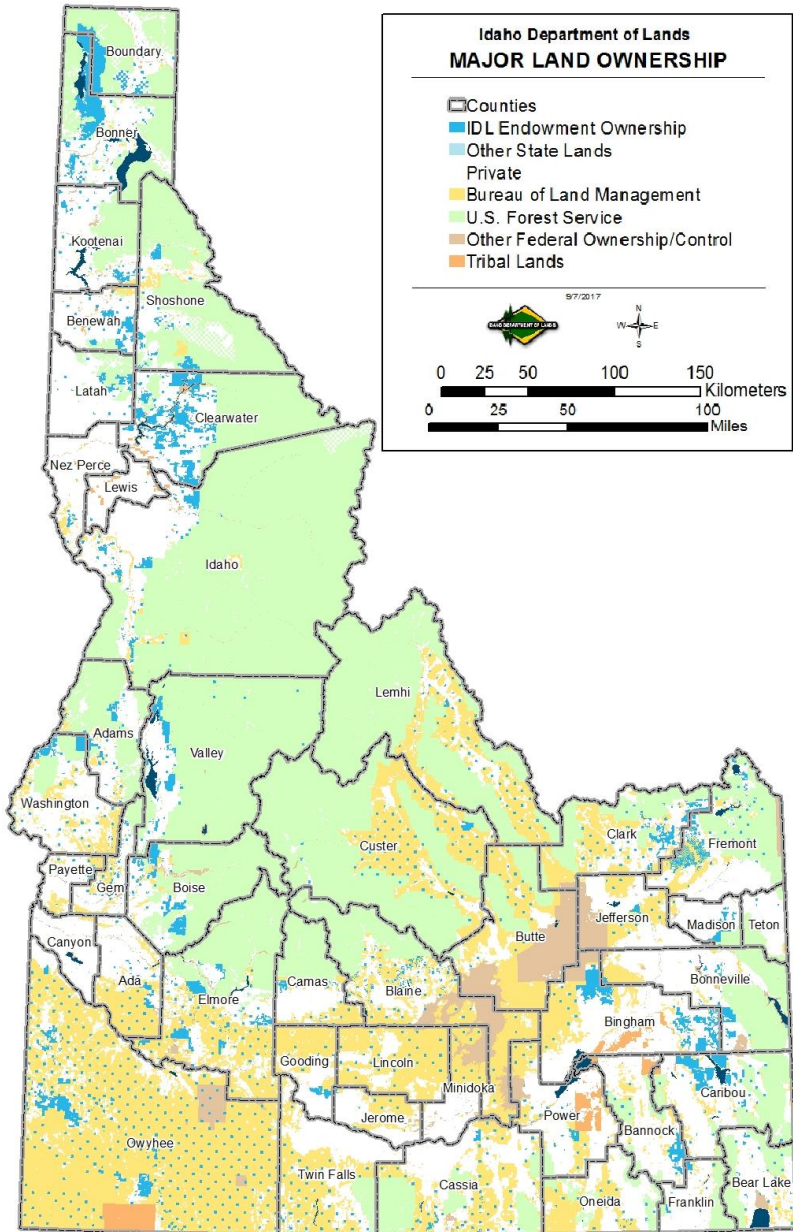 Idaho Department of Lands
MAJOR LAND OWNERSHIP
Counties
IDL Endowment Ownership
Other State Lands
Private
Bureau of Land Management
U.S. Forest Service
Other Federal Ownership/Control
Tribal Lands
9/7/2017
IDAHO DEPARTMENT OF LANDS
N
W E
S
0 25 50 100 150
Kilometers
0 25 50 100
Miles
Boundary
Bonner
Kootenai
Shoshone
Benewah
Latah
Clearwater
Nez Perce
Lewis
Idaho
Lemhi
Adams
Valley
Washington
Custer
Clark
Fremont
Payette
Gem
Boise
Butte
Jefferson
Madison
Teton
Canyon
Ada
Elmore
Camas
Blaine
Bonneville
Bingham
Gooding
Lincoln
Minidoka
Jerome
Power
Caribou
Bannock
Owyhee
Twin Falls
Cassia
Oneida
Franklin
Bear Lake